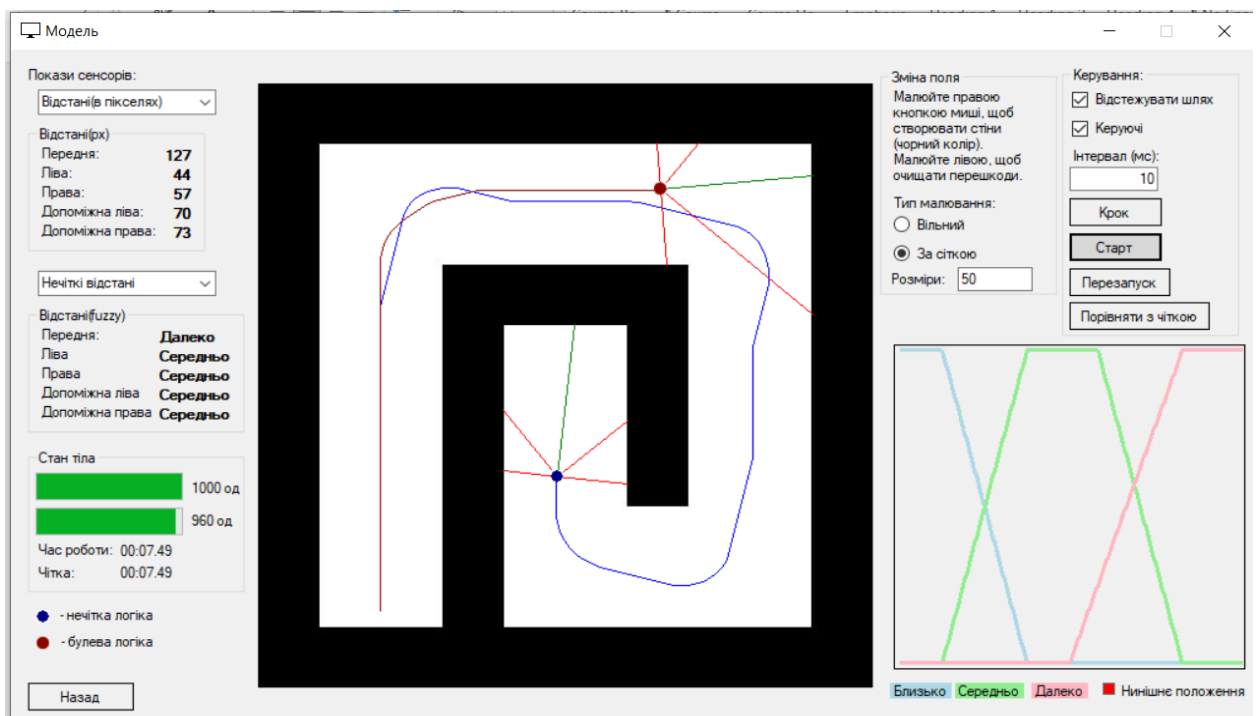 Модель
Покази сенсорів:
Відстані(в пікселях)
Відстані(px)
Передня: 127
Ліва: 44
Права: 57
Допоміжна ліва: 70
Допоміжна права: 73
Нечіткі відстані
Відстані(fuzzy)
Передня: Далеко
Ліва Середньо
Права Середньо
Допоміжна ліва Середньо
Допоміжна права Середньо
Стан тіла
1000 од
960 од
Час роботи: 00:07.49
Чітка: 00:07.49
- нечітка логіка
- булева логіка
Назад
Зміна поля
Малюйте правою
кнопкою миші, щоб
створювати стіни
(чорний колір).
Малюйте лівою, щоб
очищати перешкоди.
Тип малювання:
Вільний
За сіткою
Розміри: 50
Керування:
Відстежувати шлях
Керуючі
Інтервал (мс):
10
Крок
Старт
Перезапуск
Порівняти з чіткою
Близько Середньо Далеко Нинішнє положення